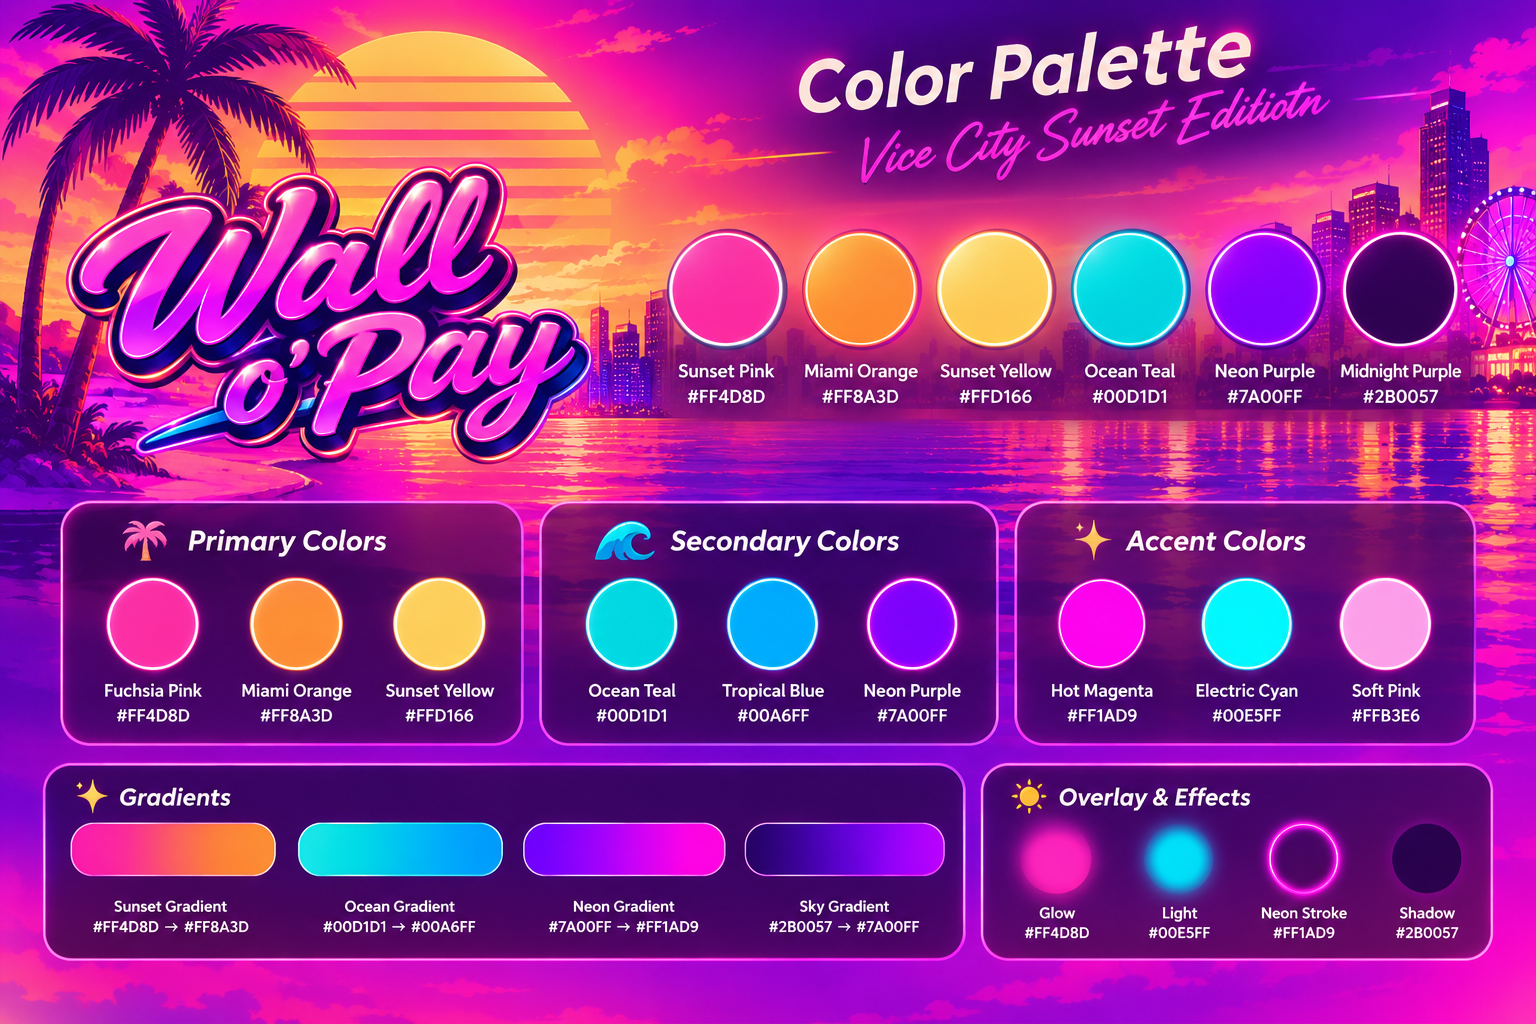 Color Palette
Vice City Sunset Editiotn
Wall
o' Pay
Sunset Pink
#FF4D8D
Miami Orange
#FF8A3D
Sunset Yellow
#FFD166
Ocean Teal
#00D1D1
Neon Purple
#7A00FF
Midnight Purple
#2B0057
Primary Colors
Fuchsia Pink
#FF4D8D
Miami Orange
#FF8A3D
Sunset Yellow
#FFD166
Secondary Colors
Ocean Teal
#00D1D1
Tropical Blue
#00A6FF
Neon Purple
#7A00FF
Accent Colors
Hot Magenta
#FF1AD9
Electric Cyan
#00E5FF
Soft Pink
#FFB3E6
Gradients
Sunset Gradient
#FF4D8D → #FF8A3D
Ocean Gradient
#00D1D1 → #00A6FF
Neon Gradient
#7A00FF → #FF1AD9
Sky Gradient
#2B0057 → #7A00FF
Overlay & Effects
Glow
#FF4D8D
Light
#00E5FF
Neon Stroke
#FF1AD9
Shadow
#2B0057